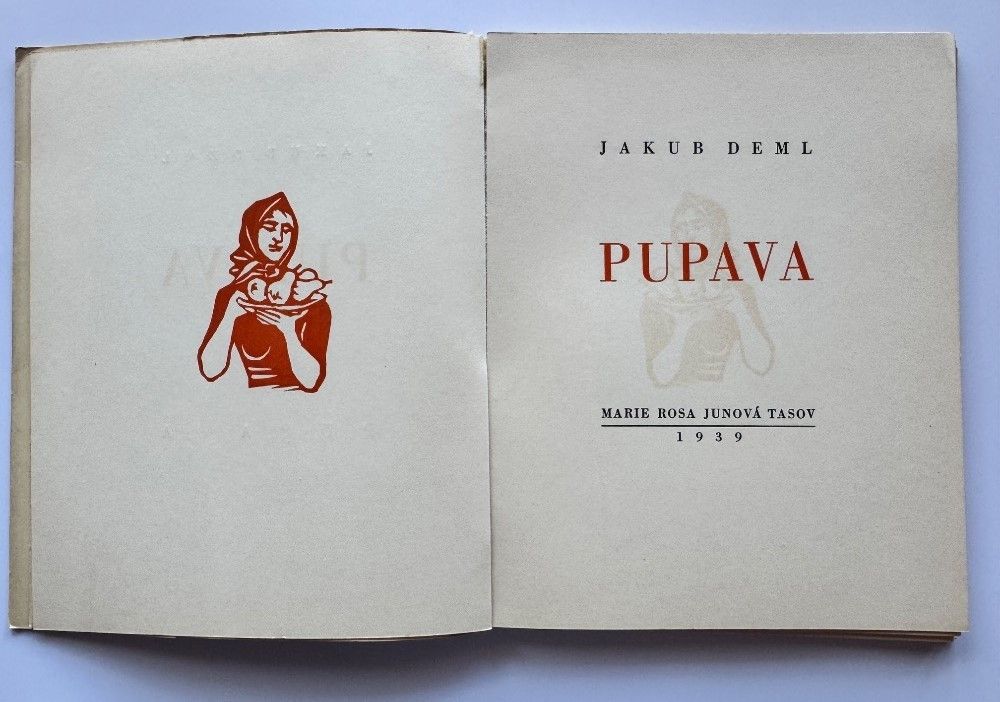 JAKUB DEML
PUPAVA
MARIE ROSA JUNOVÁ TASOV
1939